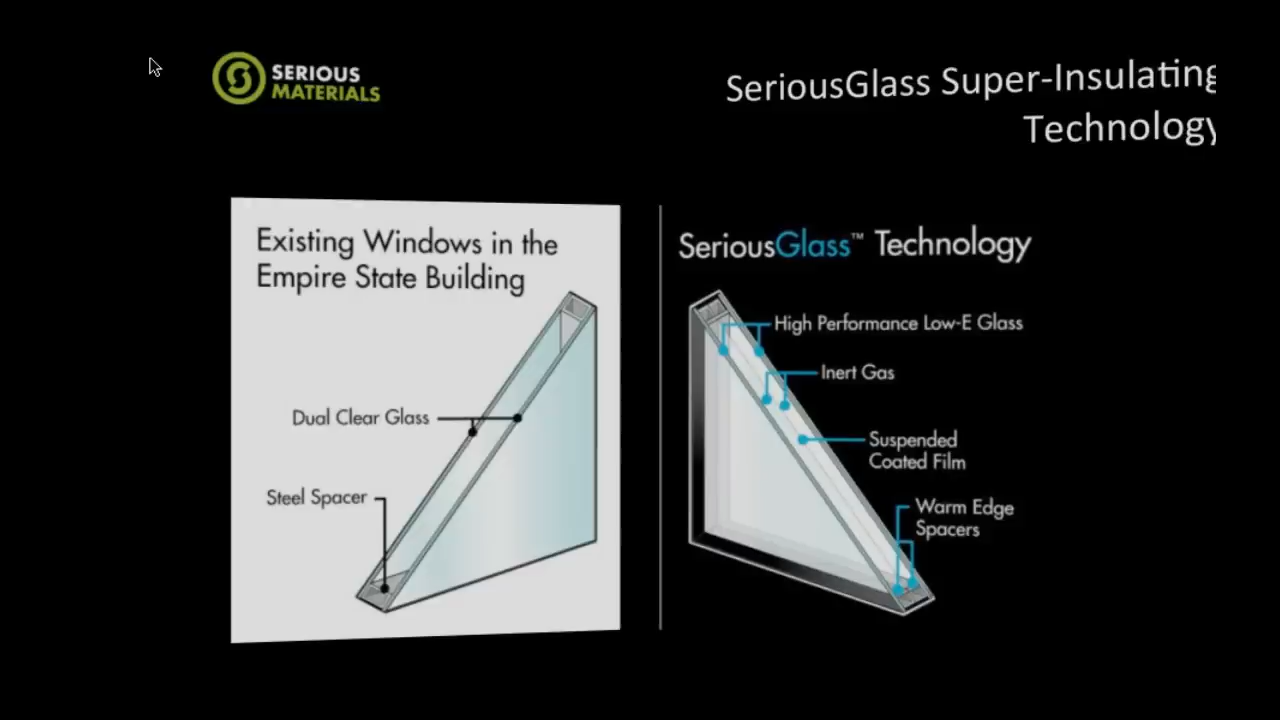 SERIOUS
MATERIALS
SeriousGlass Super-Insulating
Technology
Existing Windows in the
Empire State Building
Dual Clear Glass
Steel Spacer
SeriousGlass™ Technology
High Performance Low-E Glass
Inert Gas
Suspended
Coated Film
Warm Edge
Spacers